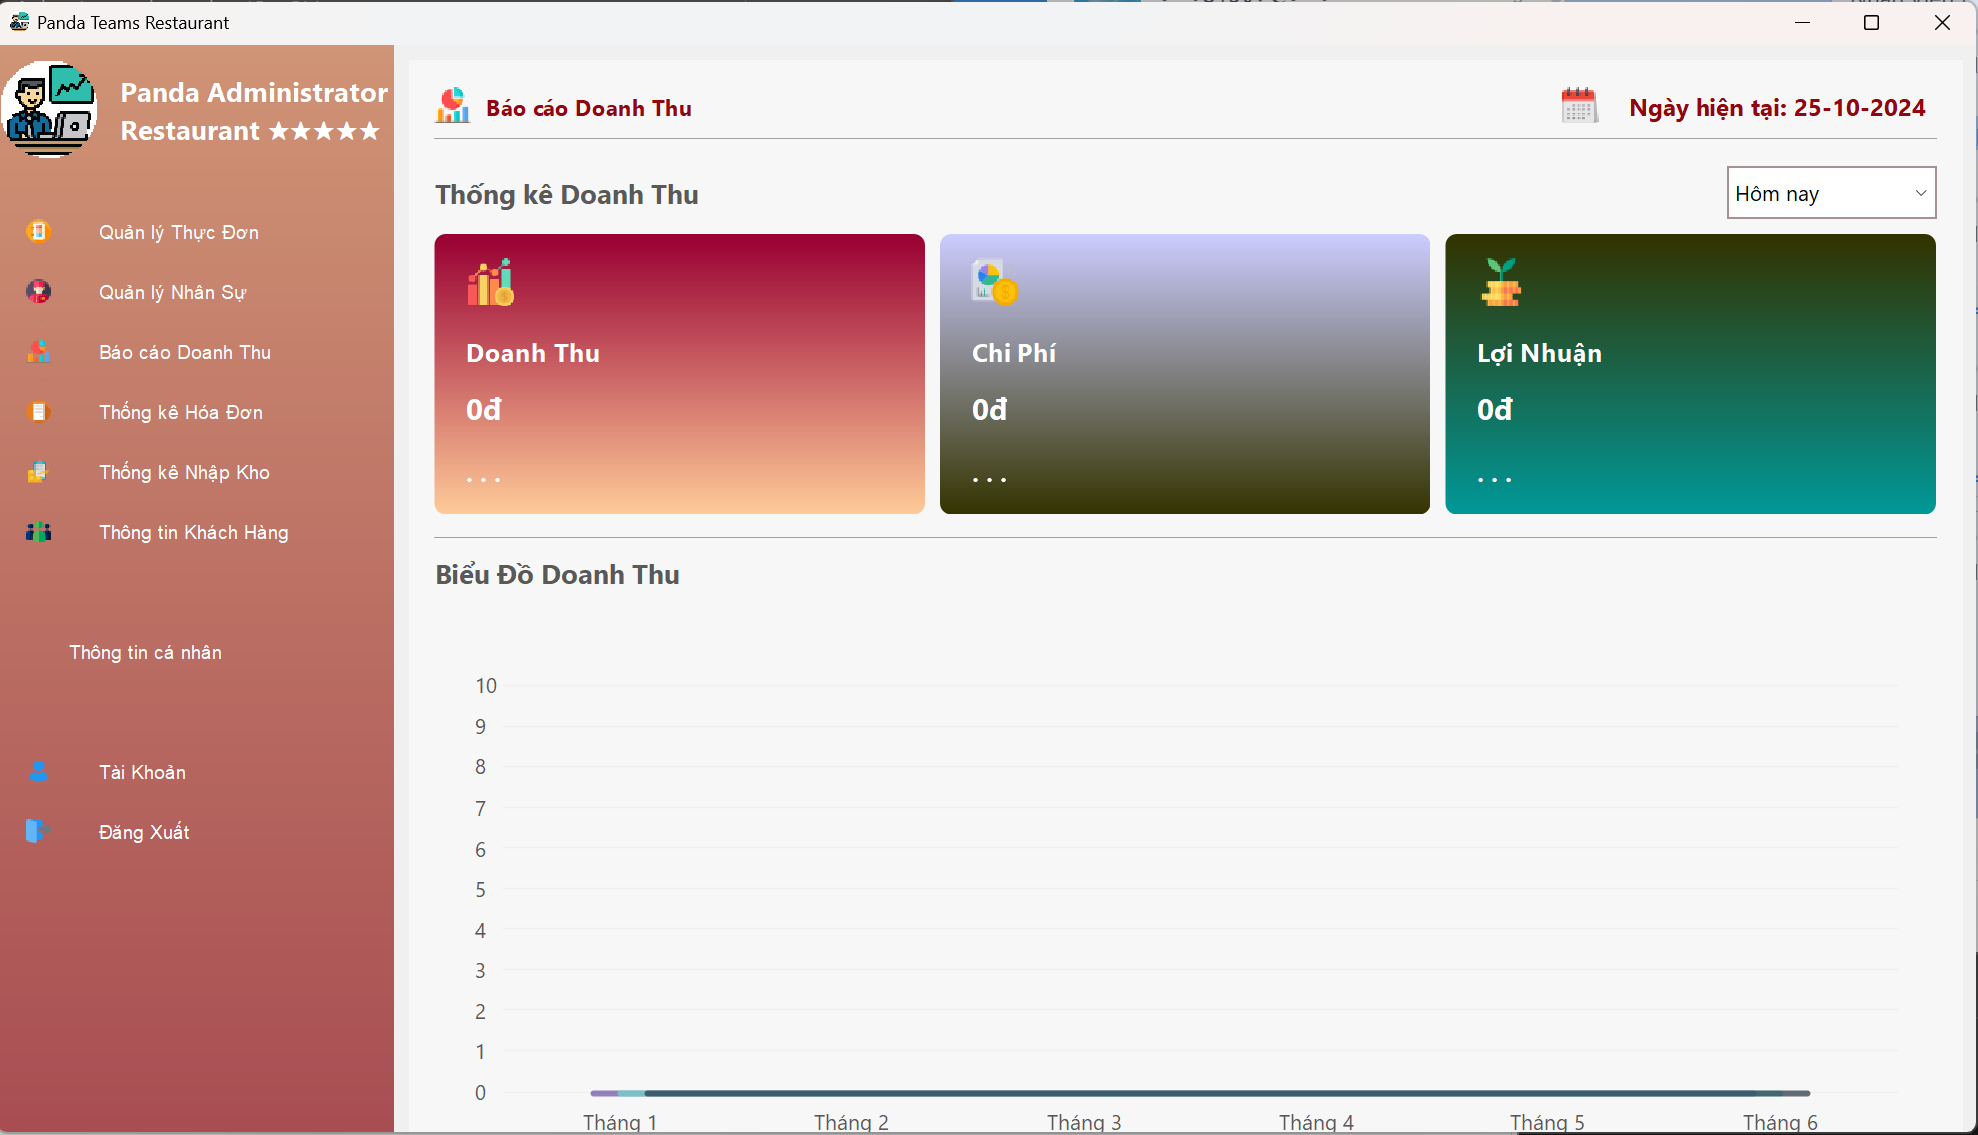 Panda Teams Restaurant
Panda Administrator
Restaurant ★★★★★
Quản lý Thực Đơn
Quản lý Nhân Sự
Báo cáo Doanh Thu
Thống kê Hóa Đơn
Thống kê Nhập Kho
Thông tin Khách Hàng
Thông tin cá nhân
Tài Khoản
Đăng Xuất
Báo cáo Doanh Thu
Ngày hiện tại: 25-10-2024
Thống kê Doanh Thu
Hôm nay
Doanh Thu
0đ
. . .
Chi Phí
0đ
. . .
Lợi Nhuận
0đ
. . .
Biểu Đồ Doanh Thu
10
9
8
7
6
5
4
3
2
1
0
Tháng 1 Tháng 2 Tháng 3 Tháng 4 Tháng 5 Tháng 6